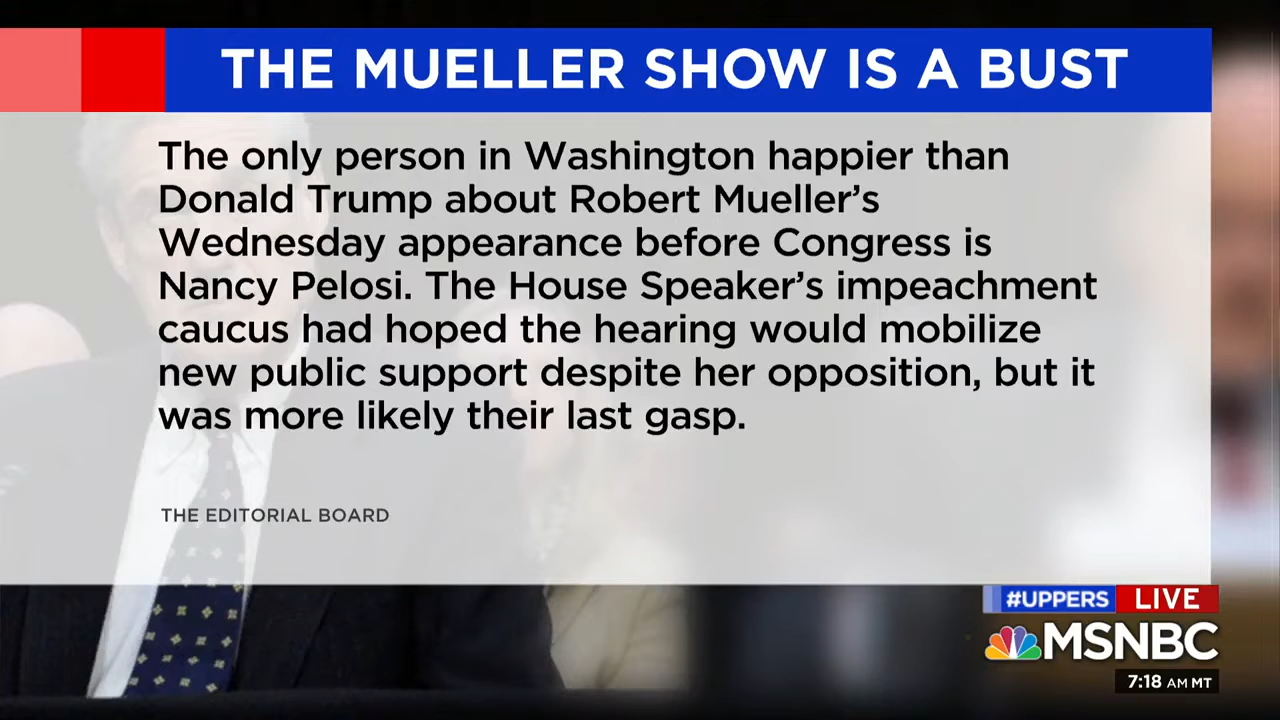 THE MUELLER SHOW IS A BUST
The only person in Washington happier than
Donald Trump about Robert Mueller’s
Wednesday appearance before Congress is
Nancy Pelosi. The House Speaker’s impeachment
caucus had hoped the hearing would mobilize
new public support despite her opposition, but it
was more likely their last gasp.
THE EDITORIAL BOARD
#UPPERS LIVE
MSNBC
7:18 AM MT